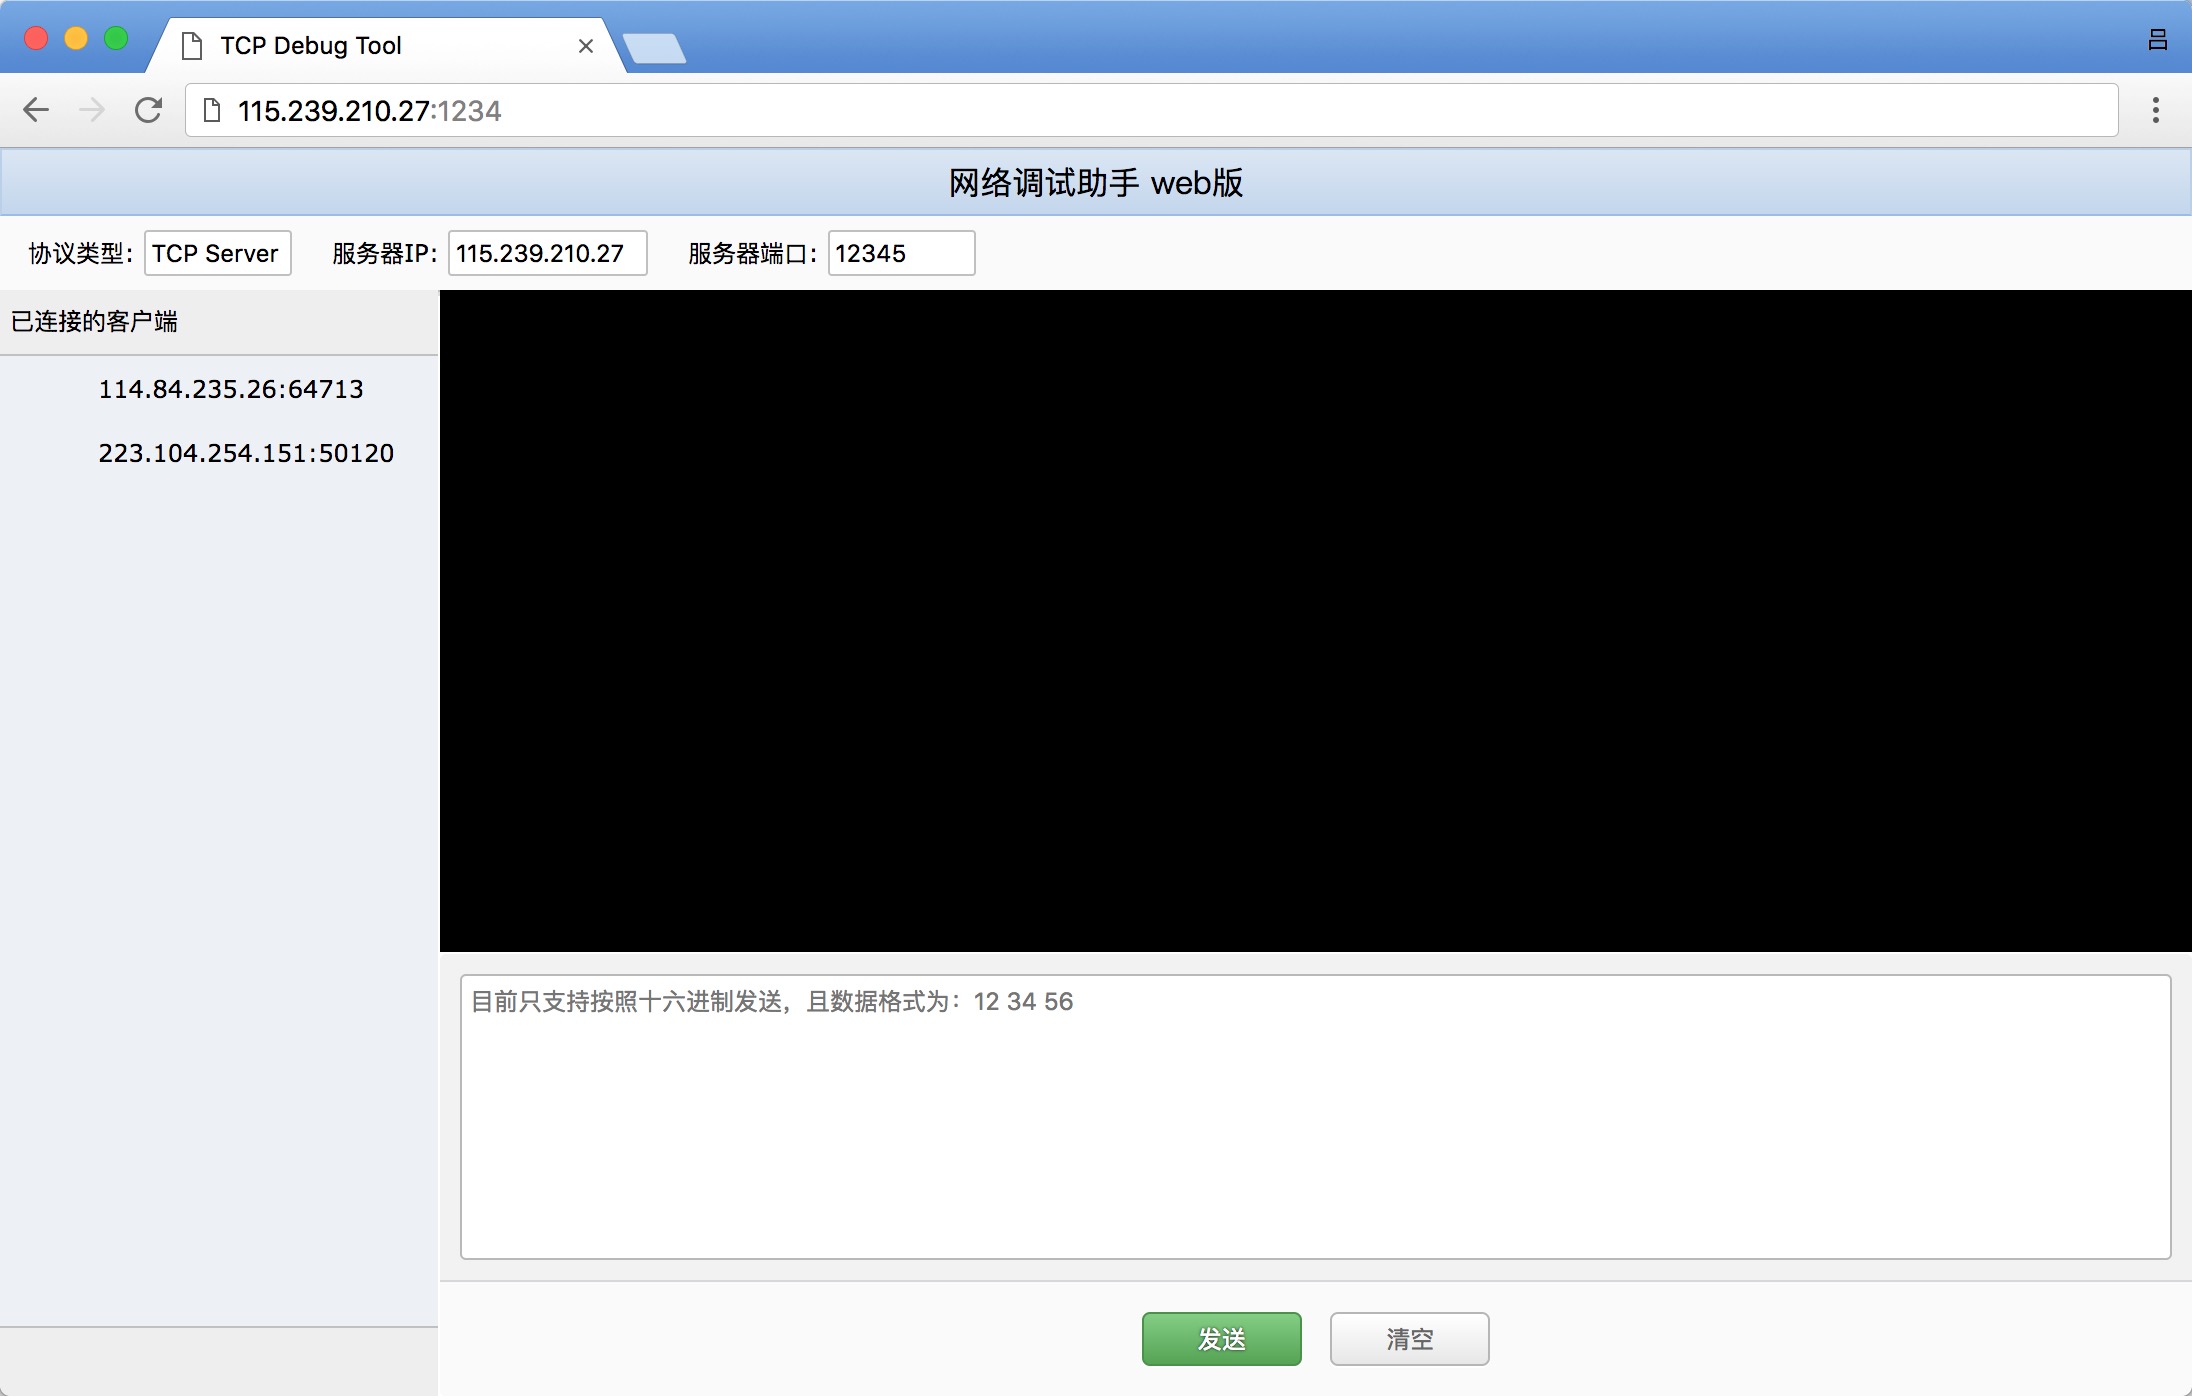 TCP Debug Tool
吕
115.239.210.27:1234
网络调试助手 web版
协议类型: TCP Server 服务器IP: 115.239.210.27 服务器端口: 12345
已连接的客户端
114.84.235.26:64713
223.104.254.151:50120
目前只支持按照十六进制发送，且数据格式为：12 34 56
发送 清空